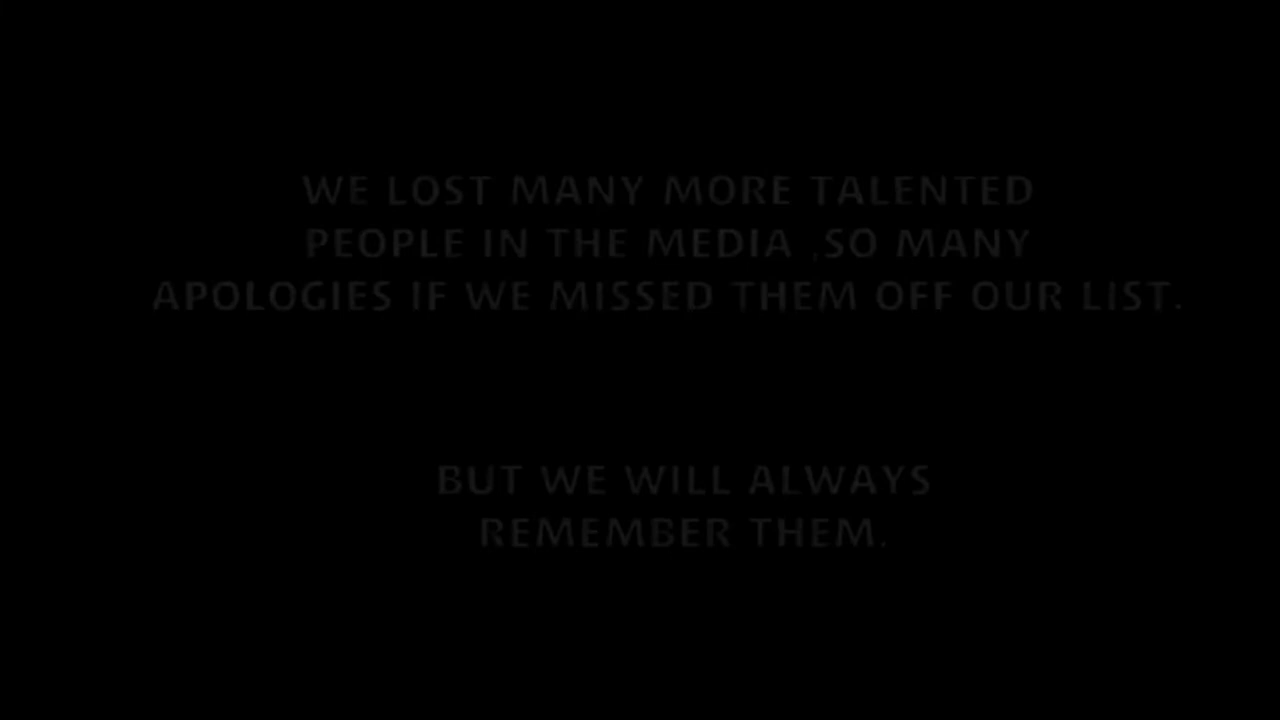 WE LOST MANY MORE TALENTED
PEOPLE IN THE MEDIA ,SO MANY
APOLOGIES IF WE MISSED THEM OFF OUR LIST.
BUT WE WILL ALWAYS
REMEMBER THEM.